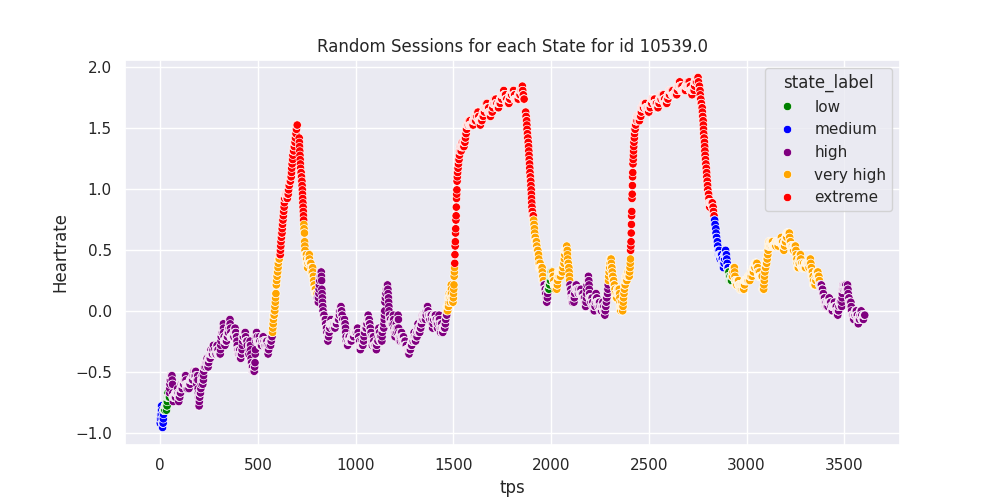 Random Sessions for each State for id 10539.0
2.0
1.5
1.0
0.5
0.0
−0.5
−1.0
Heartrate
0 500 1000 1500 2000 2500 3000 3500
tps
state_label
low
medium
high
very high
extreme